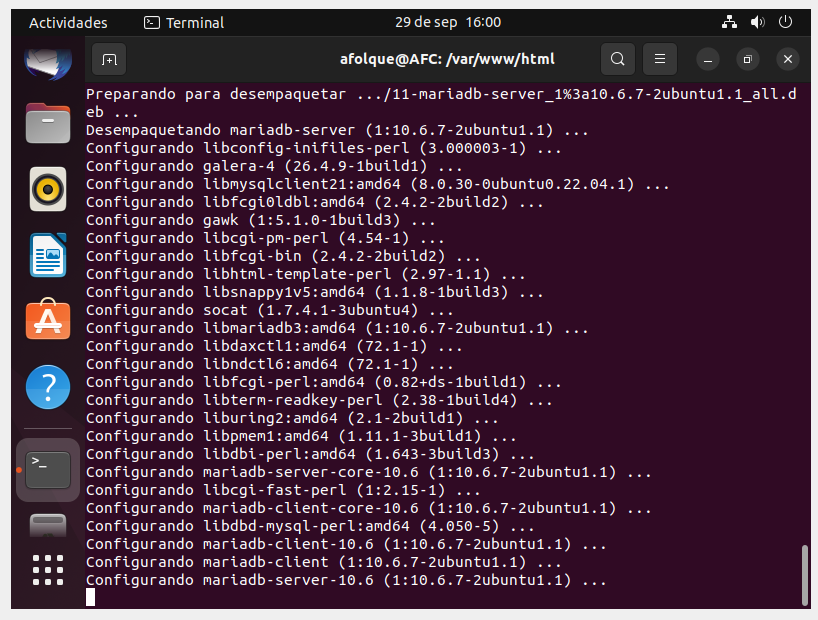 Actividades Terminal 29 de sep 16:00
afolque@AFC: /var/www/html
Preparando para desempaquetar .../11-mariadb-server_1%3a10.6.7-2ubuntu1.1_all.d
eb ...
Desempaquetando mariadb-server (1:10.6.7-2ubuntu1.1) ...
Configurando libconfig-inifiles-perl (3.000003-1) ...
Configurando galera-4 (26.4.9-1build1) ...
Configurando libmysqlclient21:amd64 (8.0.30-0ubuntu0.22.04.1) ...
Configurando libfcgi0ldbl:amd64 (2.4.2-2build2) ...
Configurando gawk (1:5.1.0-1build3) ...
Configurando libcgi-pm-perl (4.54-1) ...
Configurando libfcgi-bin (2.4.2-2build2) ...
Configurando libhtml-template-perl (2.97-1.1) ...
Configurando libsnappy1v5:amd64 (1.1.8-1build3) ...
Configurando socat (1.7.4.1-3ubuntu4) ...
Configurando libmariadb3:amd64 (1:10.6.7-2ubuntu1.1) ...
Configurando libdaxctl1:amd64 (72.1-1) ...
Configurando libndctl6:amd64 (72.1-1) ...
Configurando libfcgi-perl:amd64 (0.82+ds-1build1) ...
Configurando libterm-readkey-perl (2.38-1build4) ...
Configurando liburing2:amd64 (2.1-2build1) ...
Configurando libpmem1:amd64 (1.11.1-3build1) ...
Configurando libdbi-perl:amd64 (1.643-3build3) ...
Configurando mariadb-server-core-10.6 (1:10.6.7-2ubuntu1.1) ...
Configurando libcgi-fast-perl (1:2.15-1) ...
Configurando mariadb-client-core-10.6 (1:10.6.7-2ubuntu1.1) ...
Configurando libdbd-mysql-perl:amd64 (4.050-5) ...
Configurando mariadb-client-10.6 (1:10.6.7-2ubuntu1.1) ...
Configurando mariadb-client (1:10.6.7-2ubuntu1.1) ...
Configurando mariadb-server-10.6 (1:10.6.7-2ubuntu1.1) ...